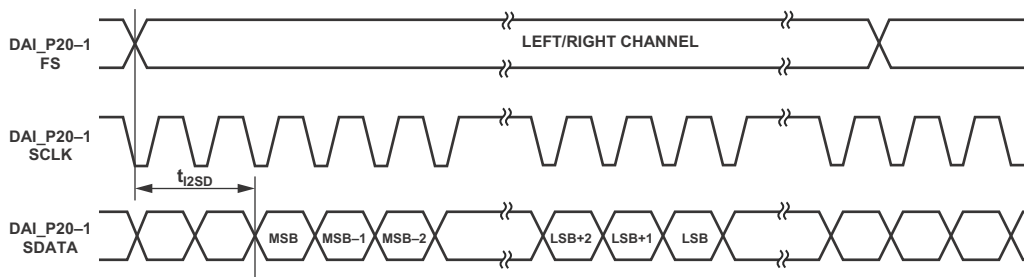 DAI_P20–1
FS
LEFT/RIGHT CHANNEL
DAI_P20–1
SCLK
tI2SD
DAI_P20–1
SDATA
MSB
MSB–1
MSB–2
LSB+2
LSB+1
LSB